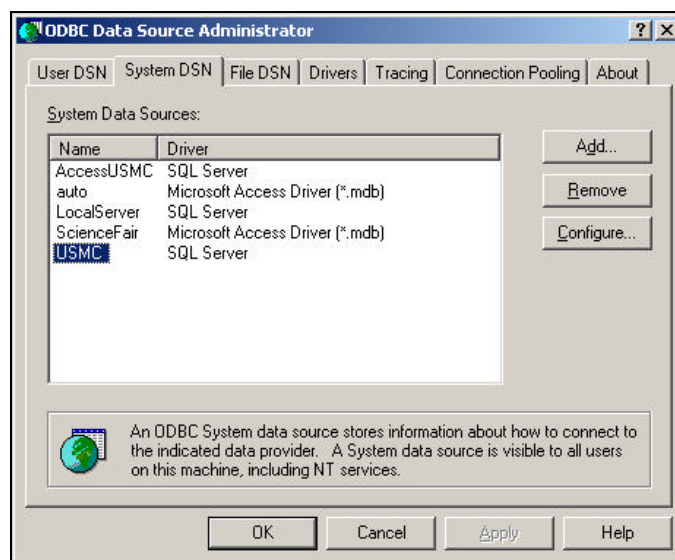 ODBC Data Source Administrator
User DSN System DSN File DSN Drivers Tracing Connection Pooling About
System Data Sources:
Name Driver
AccessUSMC SQL Server
auto Microsoft Access Driver (*.mdb)
LocalServer SQL Server
ScienceFair Microsoft Access Driver (*.mdb)
USMC SQL Server
Add...
Remove
Configure...
An ODBC System data source stores information about how to connect to
the indicated data provider. A System data source is visible to all users
on this machine, including NT services.
OK Cancel Apply Help